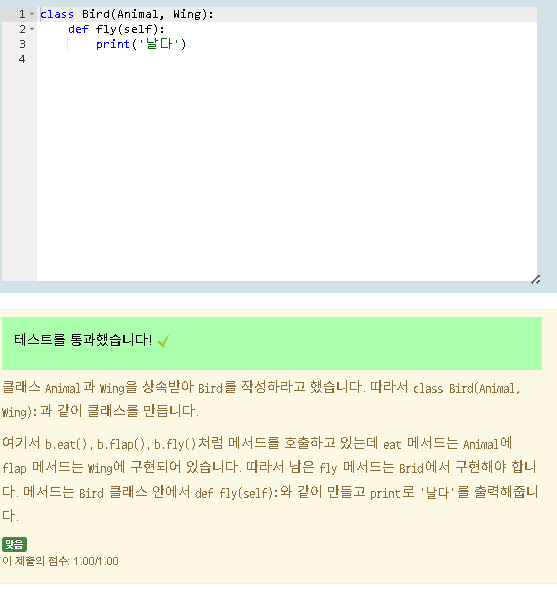 1 class Bird(Animal, Wing):
2     def fly(self):
3         print('날다')
4
테스트를 통과했습니다!
클래스 Animal과 Wing을 상속받아 Bird를 작성하라고 했습니다. 따라서 class Bird(Animal,
Wing):과 같이 클래스를 만듭니다.
여기서 b.eat(), b.flap(), b.fly()처럼 메서드를 호출하고 있는데 eat 메서드는 Animal에
flap 메서드는 Wing에 구현되어 있습니다. 따라서 남은 fly 메서드는 Brid에서 구현해야 합니
다. 메서드는 Bird 클래스 안에서 def fly(self):와 같이 만들고 print로 '날다'를 출력해줍니
다.
맞음
이 제출의 점수: 1.00/1.00